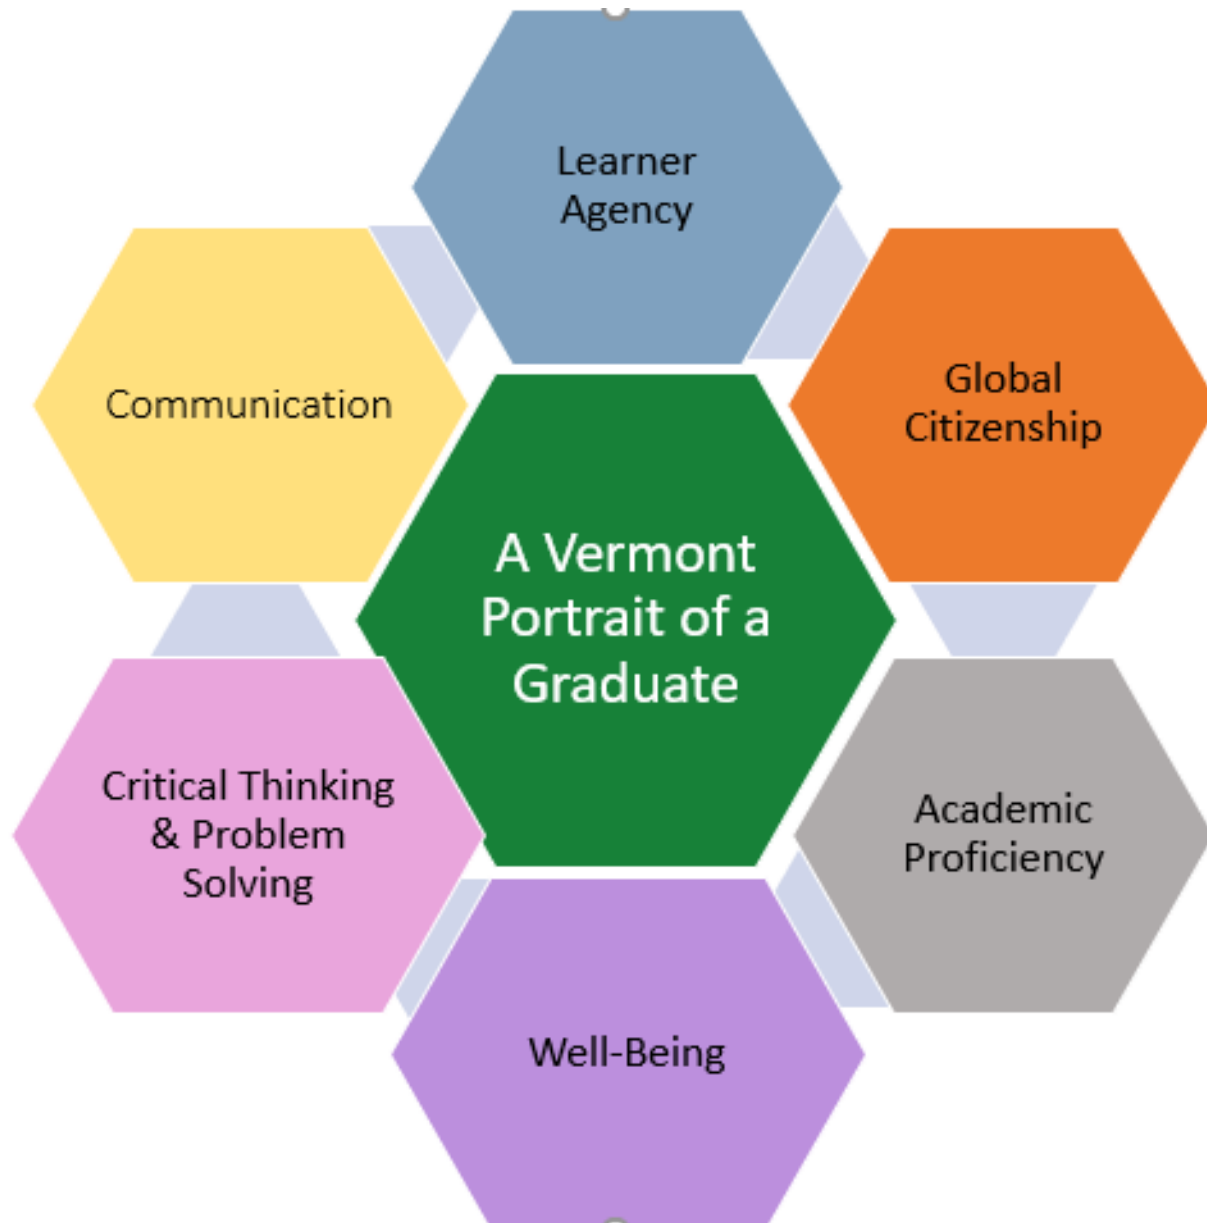 Learner
Agency
Global
Citizenship
Communication
A Vermont
Portrait of a
Graduate
Critical Thinking
& Problem
Solving
Academic
Proficiency
Well-Being